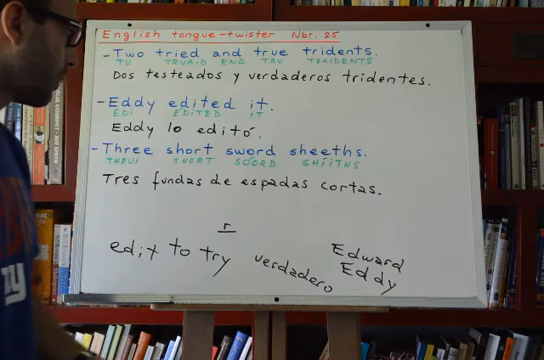 English tongue-twister Nbr. 25
- Two tried and true tridents.
TU TRUAID END TRU TRAIDENTS
Dos testeados y verdaderos tridentes.
- Eddy edited it.
EDI EDITED IT
Eddy lo editó.
- Three short sword sheeths.
THRUI SHORT SOORD SHIITHS
Tres fundas de espadas cortas.
r
edit to try verdadero
Edward
Eddy
ny